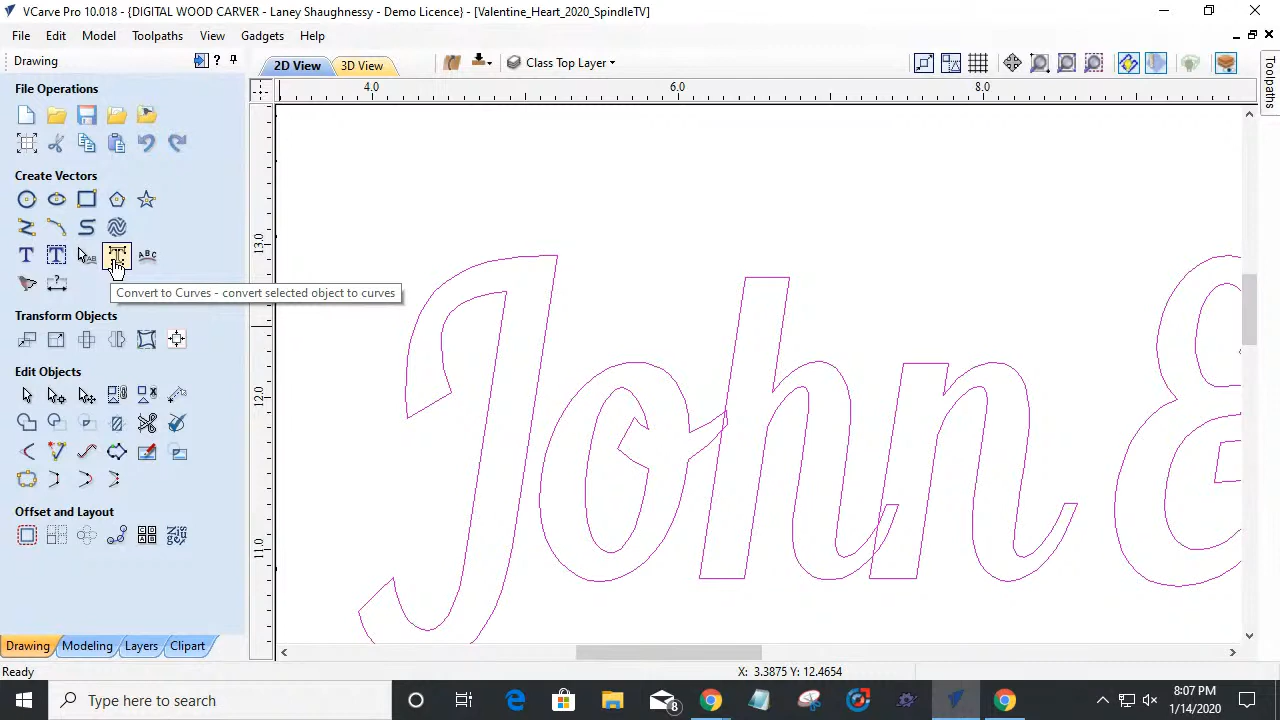 VCarve Pro 10.018 - {DIGITAL WOOD CARVER - Laney Shaughnessy - Demo Licence} - [Valentine_Heart_2020_SpindleTV]
File Edit Model Toolpaths View Gadgets Help
Drawing
?
2D View 3D View Class Top Layer
File Operations
4.0 6.0 8.0
Create Vectors
T T AB T ABC
Convert to Curves - convert selected object to curves
Transform Objects
Edit Objects
Offset and Layout
13.0
12.0
11.0
John &
Toolpaths
Drawing Modeling Layers Clipart
Ready
X: 3.3875 Y: 12.4654
Type here to search
8
8:07 PM
1/14/2020